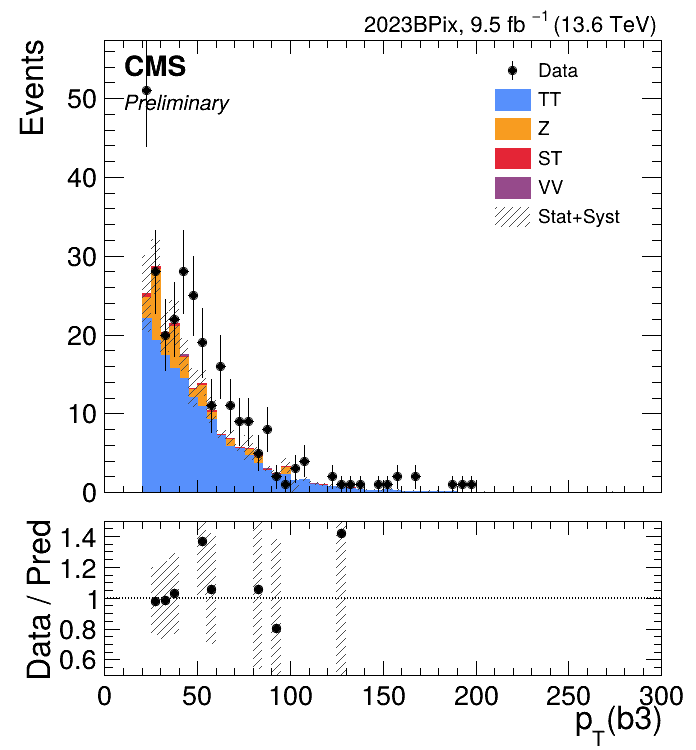 2023BPix, 9.5 fb⁻¹ (13.6 TeV)
CMS
Preliminary
Events
50
40
30
20
10
0
Data
TT
Z
ST
VV
Stat+Syst
Data / Pred
1.4
1.2
1
0.8
0.6
0 50 100 150 200 250 300
p_T(b3)